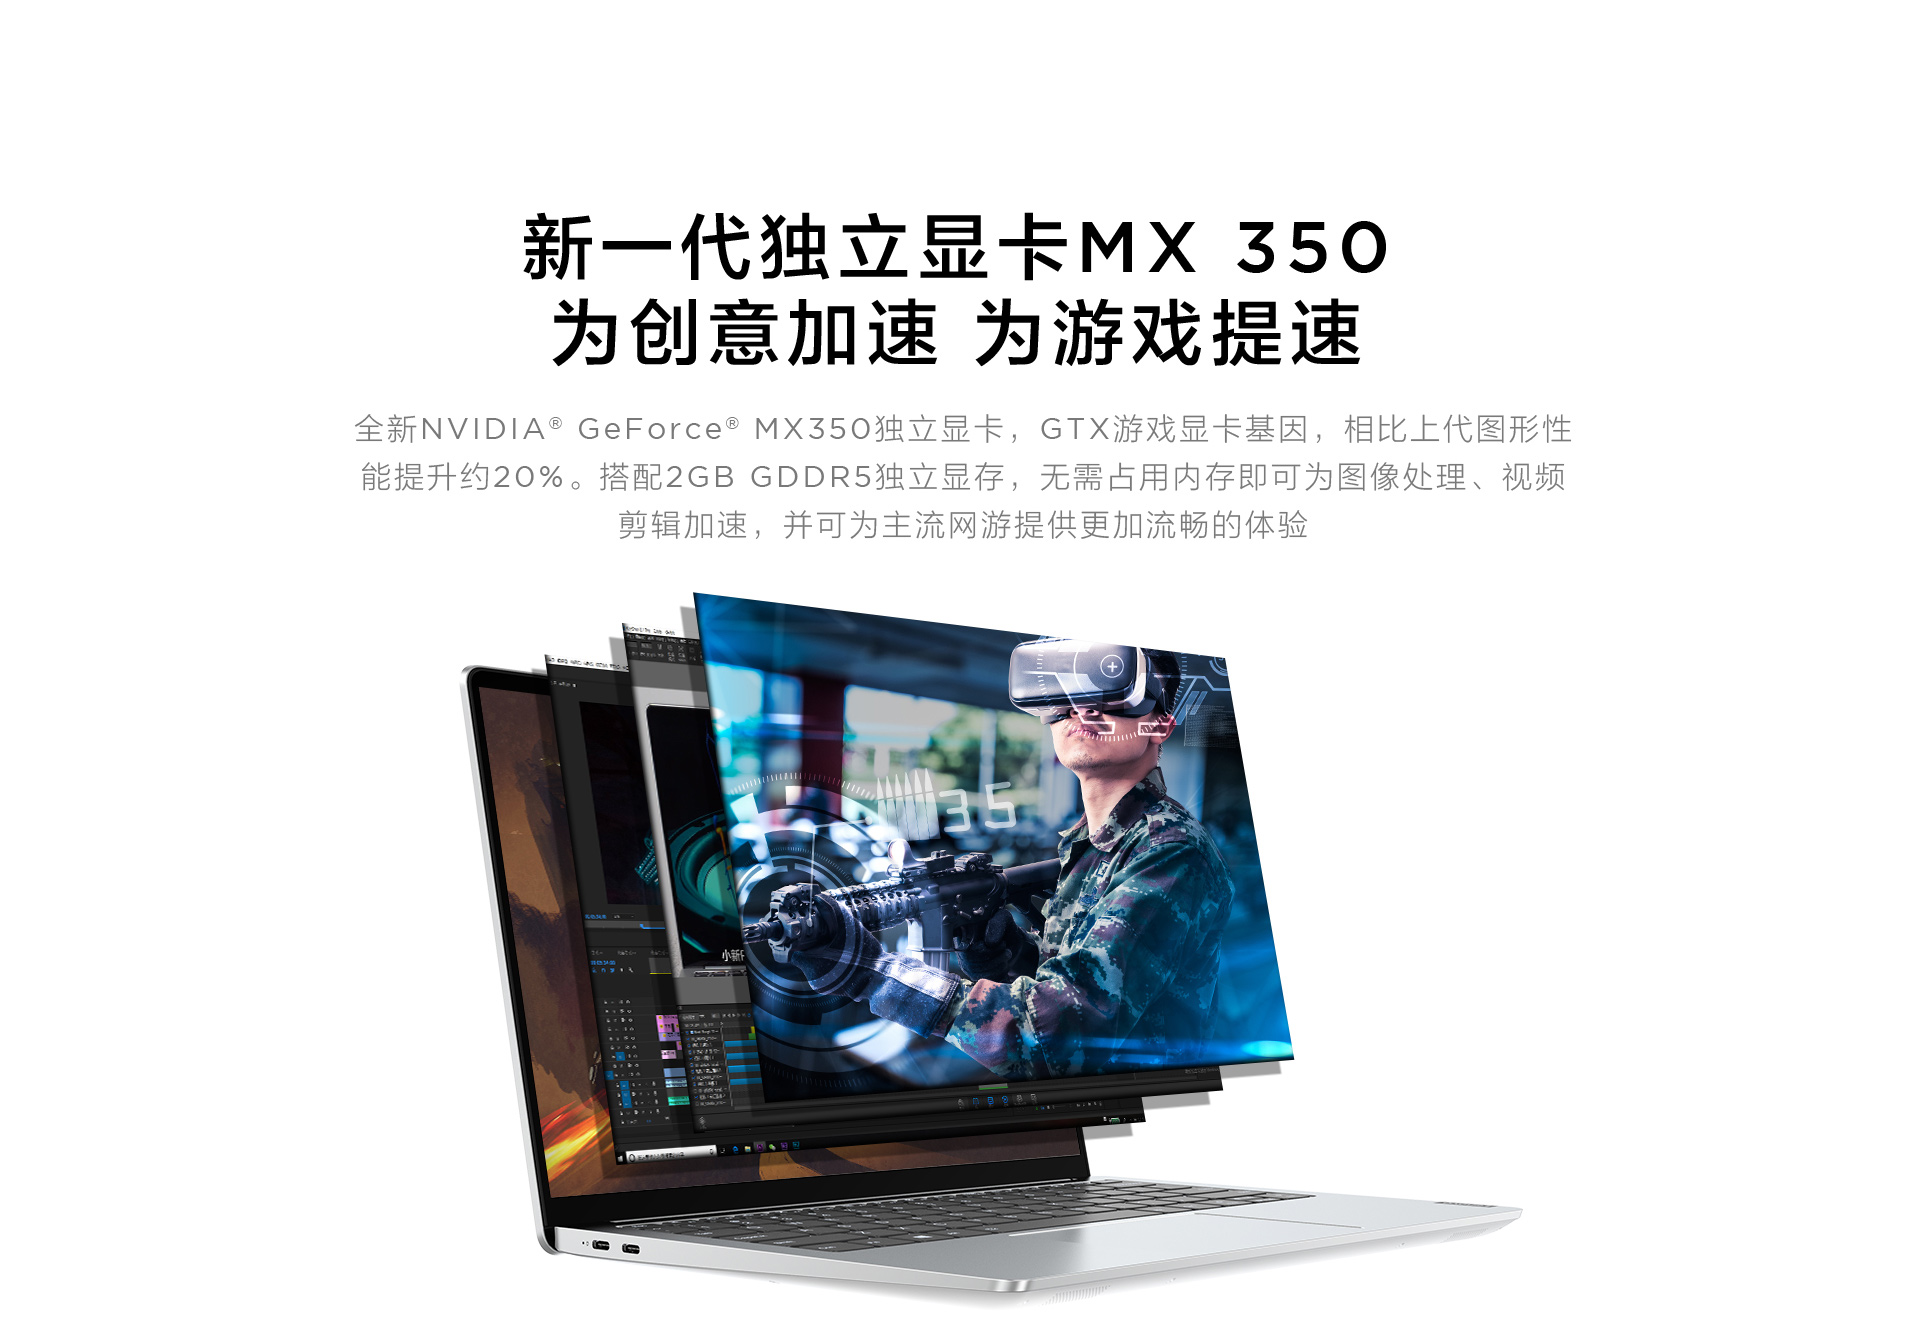 新一代独立显卡MX 350
为创意加速 为游戏提速
全新NVIDIA® GeForce® MX350独立显卡，GTX游戏显卡基因，相比上代图形性
能提升约20%。搭配2GB GDDR5独立显存，无需占用内存即可为图像处理、视频
剪辑加速，并可为主流网游提供更加流畅的体验
35
小新P